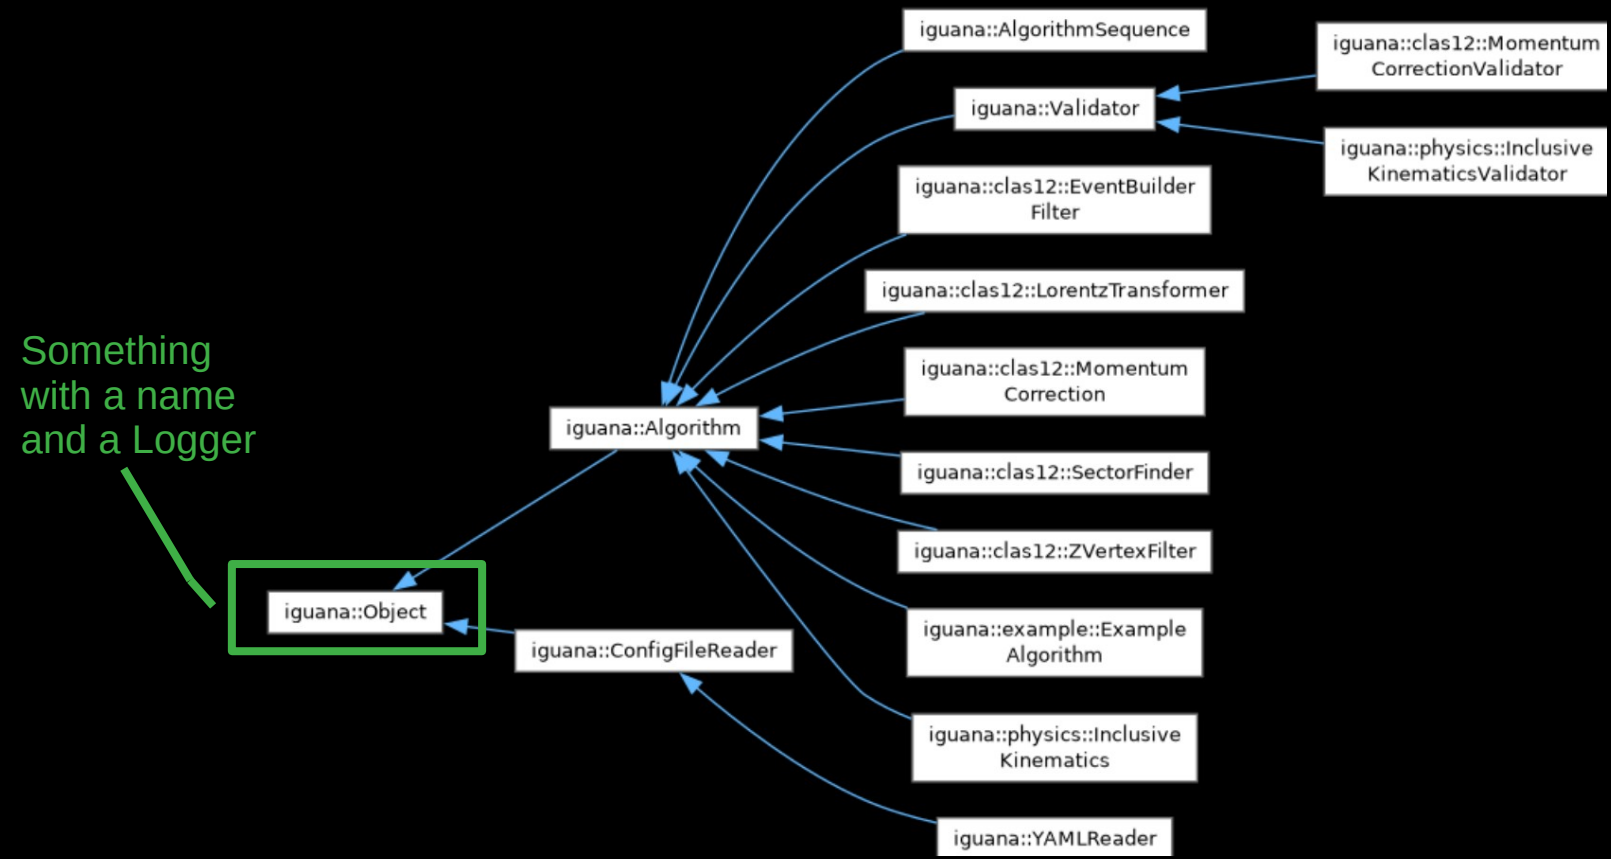 iguana::AlgorithmSequence
iguana::clas12::Momentum
CorrectionValidator
iguana::Validator
iguana::physics::Inclusive
KinematicsValidator
iguana::clas12::EventBuilder
Filter
iguana::clas12::LorentzTransformer
Something
with a name
and a Logger
iguana::clas12::Momentum
Correction
iguana::Algorithm
iguana::clas12::SectorFinder
iguana::clas12::ZVertexFilter
iguana::Object
iguana::ConfigFileReader
iguana::example::Example
Algorithm
iguana::physics::Inclusive
Kinematics
iguana::YAMLReader